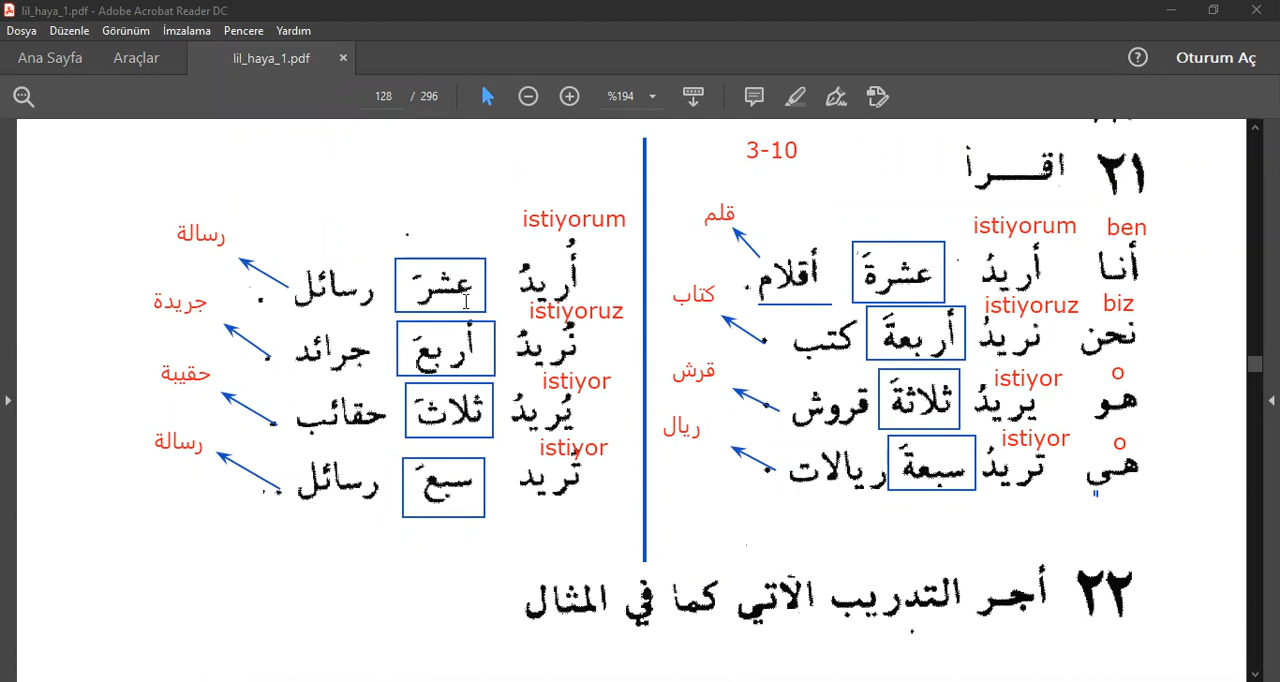 lil_haya_1.pdf - Adobe Acrobat Reader DC
Dosya Düzenle Görünüm İmzalama Pencere Yardım
Ana Sayfa Araçlar lil_haya_1.pdf × ? Oturum Aç
128 / 296 %194
3-10
٢١ اقـــرأ
ben istiyorum قلم
أنا أريدُ عشرةَ أقلام .
biz istiyoruz كتاب
نحن نريدُ أربعةَ كتب .
o istiyor قرش
هو يريدُ ثلاثةَ قروش .
o istiyor ريال
هي تريدُ سبعةَ ريالات .
"
istiyorum رسالة
أُريدُ عشرَ رسائل .
istiyoruz جريدة
نُريدُ أربعَ جرائد .
istiyor حقيبة
يُريدُ ثلاثَ حقائب .
istiyor رسالة
تُريد سبعَ رسائل .
٢٢ أجـر التدريب الآتي كما في المثال